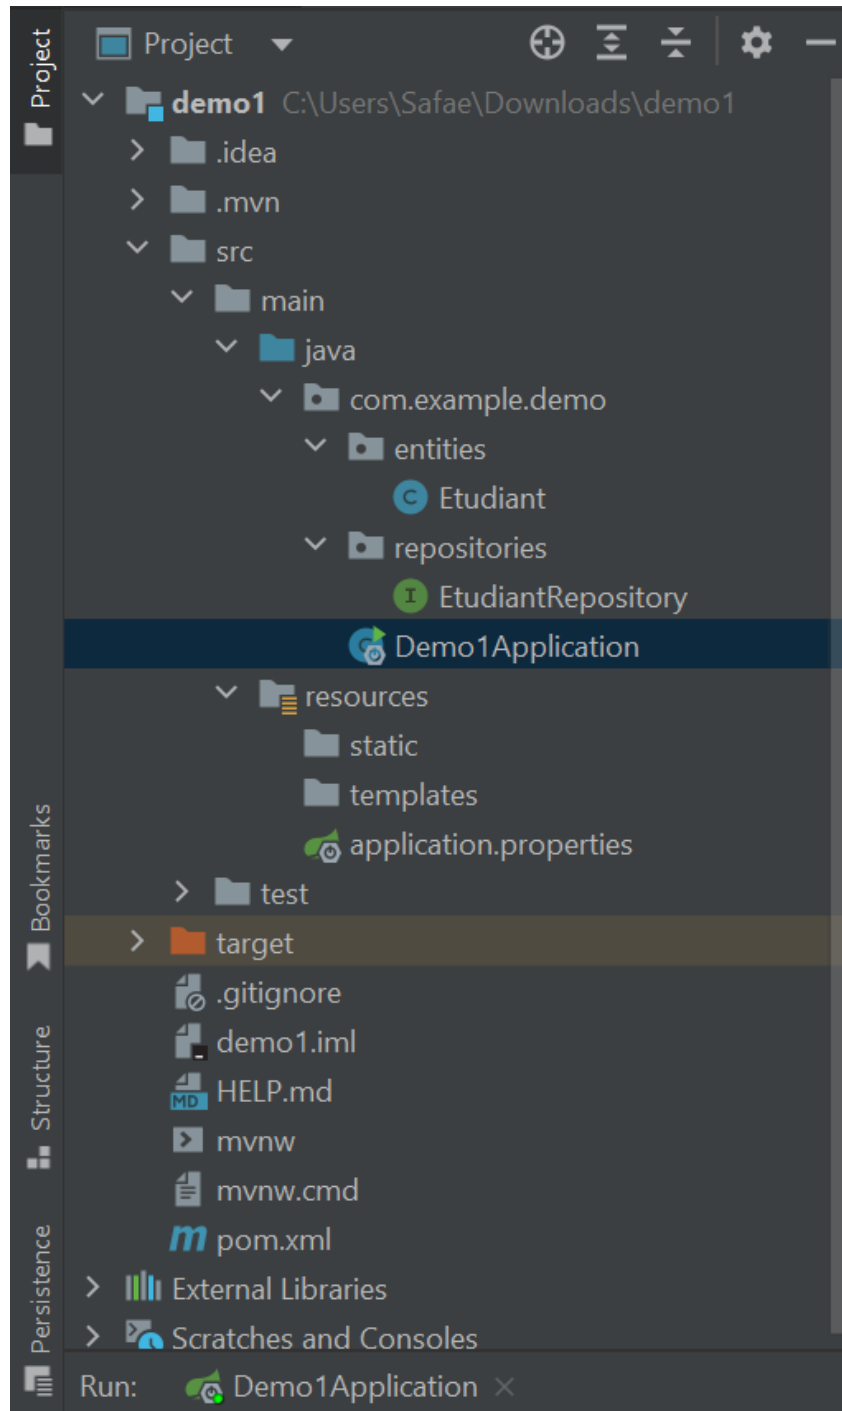 Project
demo1 C:\Users\Safae\Downloads\demo1
.idea
.mvn
src
main
java
com.example.demo
entities
C Etudiant
repositories
I EtudiantRepository
Demo1Application
resources
static
templates
application.properties
test
target
.gitignore
demo1.iml
MD HELP.md
mvnw
mvnw.cmd
m pom.xml
External Libraries
Scratches and Consoles
Run: Demo1Application
Project
Bookmarks
Structure
Persistence